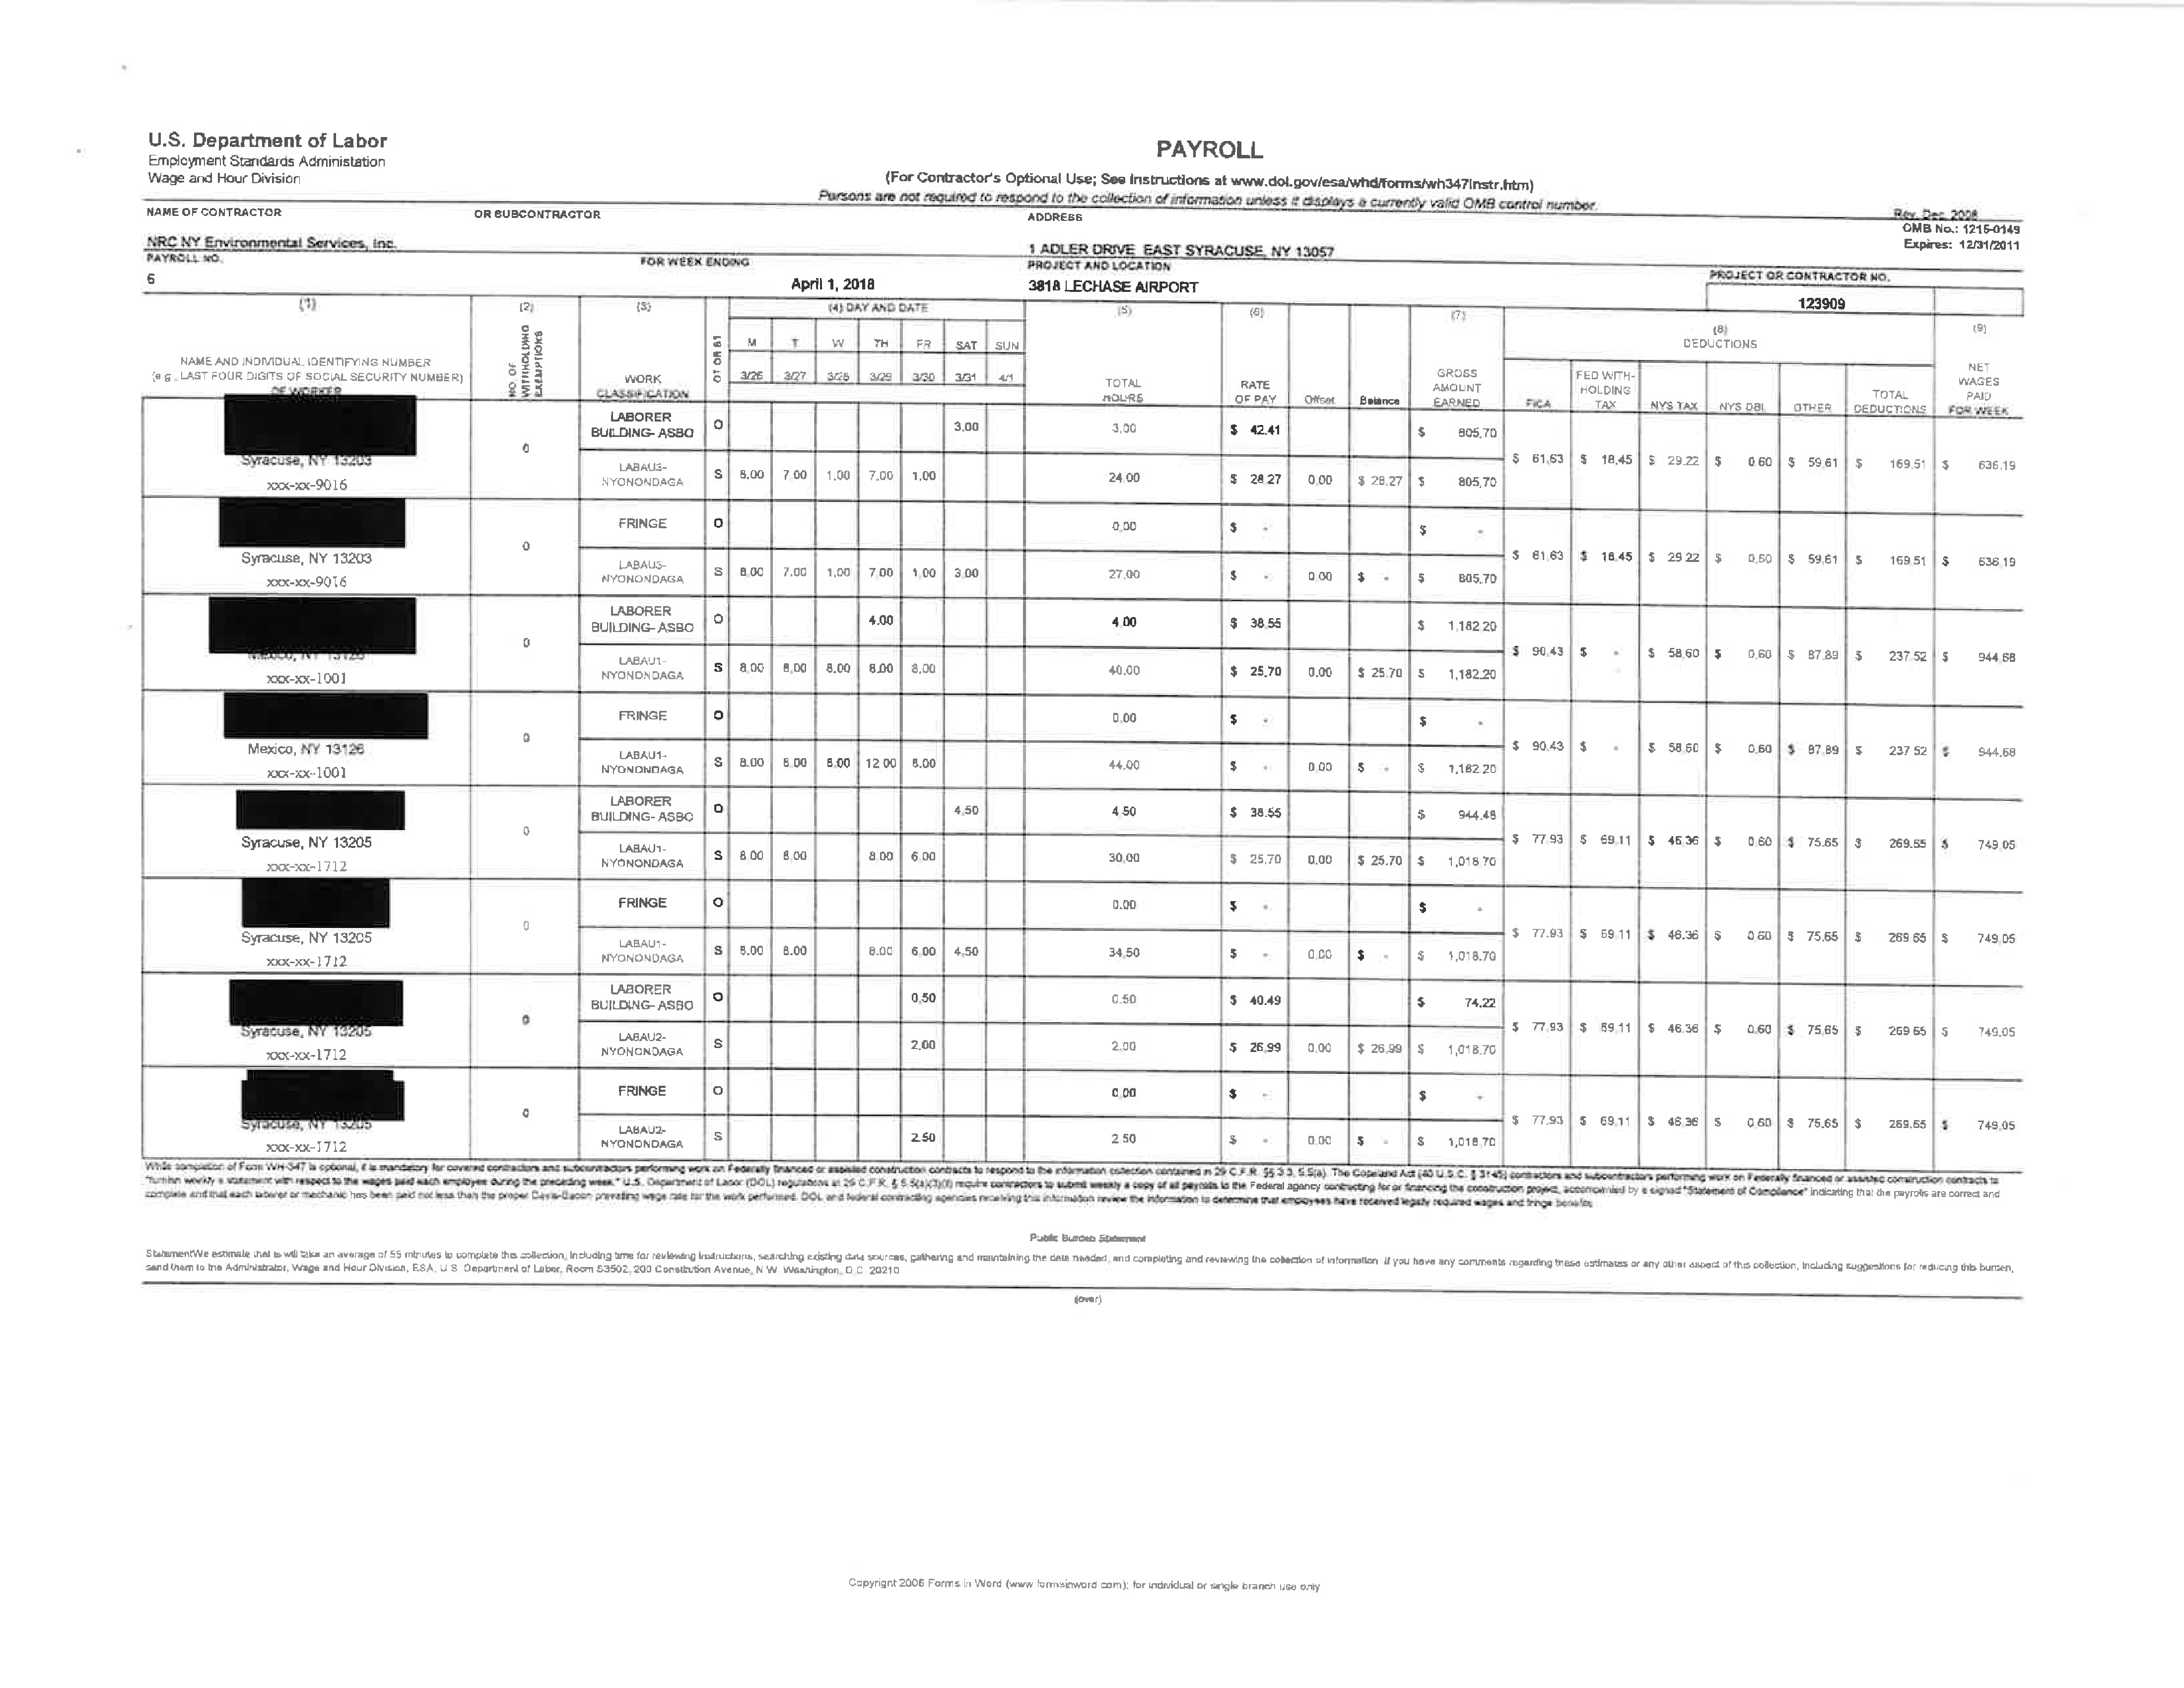 U.S. Department of Labor
Employment Standards Administation
Wage and Hour Division
PAYROLL
(For Contractor's Optional Use; See Instructions at www.dol.gov/esa/whd/forms/wh347instr.htm)
Persons are not required to respond to the collection of information unless it displays a currently valid OMB control number.
Rev. Dec. 2008
NAME OF CONTRACTOR OR SUBCONTRACTOR ADDRESS
OMB No.: 1215-0149
Expires: 12/31/2011
NRC NY Environmental Services, Inc. 1 ADLER DRIVE EAST SYRACUSE, NY 13057
PAYROLL NO. FOR WEEK ENDING PROJECT AND LOCATION PROJECT OR CONTRACTOR NO.
6 April 1, 2018 3818 LECHASE AIRPORT 123909
(1) (2) (3) (4) DAY AND DATE (5) (6) (7) (8) (9)
DEDUCTIONS
NAME AND INDIVIDUAL IDENTIFYING NUMBER
(e.g., LAST FOUR DIGITS OF SOCIAL SECURITY NUMBER)
OF WORKER
NO. OF WITHHOLDING EXEMPTIONS
WORK CLASSIFICATION
OT OR ST
M T W TH FR SAT SUN
3/26 3/27 3/28 3/29 3/30 3/31 4/1
TOTAL HOURS RATE OF PAY Offset Balance GROSS AMOUNT EARNED FICA FED WITH-HOLDING TAX NYS TAX NYS DBL OTHER TOTAL DEDUCTIONS NET WAGES PAID FOR WEEK
LABORER BUILDING- ASBO O 3.00 3.00 $ 42.41 $ 805.70
Syracuse, NY 13203 0 $ 61.63 $ 18.45 $ 29.22 $ 0.60 $ 59.61 $ 169.51 $ 636.19
xxx-xx-9016 LABAU3-NYONONDAGA S 8.00 7.00 1.00 7.00 1.00 24.00 $ 28.27 0.00 $ 28.27 $ 805.70
FRINGE O 0.00 $ - $ -
Syracuse, NY 13203 0 $ 61.63 $ 18.45 $ 29.22 $ 0.60 $ 59.61 $ 169.51 $ 636.19
xxx-xx-9016 LABAU3-NYONONDAGA S 8.00 7.00 1.00 7.00 1.00 3.00 27.00 $ - 0.00 $ - $ 805.70
LABORER BUILDING- ASBO O 4.00 4.00 $ 38.55 $ 1,182.20
Mexico, NY 13126 0 $ 90.43 $ - $ 58.60 $ 0.60 $ 87.89 $ 237.52 $ 944.68
xxx-xx-1001 LABAU1-NYONONDAGA S 8.00 8.00 8.00 8.00 8.00 40.00 $ 25.70 0.00 $ 25.70 $ 1,182.20
FRINGE O 0.00 $ - $ -
Mexico, NY 13126 0 $ 90.43 $ - $ 58.60 $ 0.60 $ 87.89 $ 237.52 $ 944.68
xxx-xx-1001 LABAU1-NYONONDAGA S 8.00 8.00 8.00 12.00 8.00 44.00 $ - 0.00 $ - $ 1,182.20
LABORER BUILDING- ASBO O 4.50 4.50 $ 38.55 $ 944.48
Syracuse, NY 13205 0 $ 77.93 $ 69.11 $ 46.36 $ 0.60 $ 75.65 $ 269.65 $ 749.05
xxx-xx-1712 LABAU1-NYONONDAGA S 8.00 8.00 8.00 6.00 30.00 $ 25.70 0.00 $ 25.70 $ 1,018.70
FRINGE O 0.00 $ - $ -
Syracuse, NY 13205 0 $ 77.93 $ 69.11 $ 46.36 $ 0.60 $ 75.65 $ 269.65 $ 749.05
xxx-xx-1712 LABAU1-NYONONDAGA S 8.00 8.00 8.00 6.00 4.50 34.50 $ - 0.00 $ - $ 1,018.70
LABORER BUILDING- ASBO O 0.50 0.50 $ 40.49 $ 74.22
Syracuse, NY 13205 0 $ 77.93 $ 69.11 $ 46.36 $ 0.60 $ 75.65 $ 269.65 $ 749.05
xxx-xx-1712 LABAU2-NYONONDAGA S 2.00 2.00 $ 26.99 0.00 $ 26.99 $ 1,018.70
FRINGE O 0.00 $ - $ -
Syracuse, NY 13205 0 $ 77.93 $ 69.11 $ 46.36 $ 0.60 $ 75.65 $ 269.65 $ 749.05
xxx-xx-1712 LABAU2-NYONONDAGA S 2.50 2.50 $ - 0.00 $ - $ 1,018.70
While completion of Form WH-347 is optional, it is mandatory for covered contractors and subcontractors performing work on Federally financed or assisted construction contracts to respond to the information collection contained in 29 C.F.R. §§ 3.3, 5.5(a). The Copeland Act (40 U.S.C. § 3145) contractors and subcontractors performing work on Federally financed or assisted construction contracts to
"furnish weekly a statement with respect to the wages paid each employee during the preceding week." U.S. Department of Labor (DOL) regulations at 29 C.F.R. § 5.5(a)(3)(ii) require contractors to submit weekly a copy of all payrolls to the Federal agency contracting for or financing the construction project, accompanied by a signed "Statement of Compliance" indicating that the payrolls are correct and
complete and that each laborer or mechanic has been paid not less than the proper Davis-Bacon prevailing wage rate for the work performed. DOL and federal contracting agencies receiving this information review the information to determine that employees have received legally required wages and fringe benefits
Public Burden Statement
StatementWe estimate that is will take an average of 55 minutes to complete this collection, including time for reviewing instructions, searching existing data sources, gathering and maintaining the data needed, and completing and reviewing the collection of information. If you have any comments regarding these estimates or any other aspect of this collection, including suggestions for reducing this burden,
send them to the Administrator, Wage and Hour Division, ESA, U.S. Department of Labor, Room S3502, 200 Constitution Avenue, N.W. Washington, D.C. 20210
(over)
Copyright 2006 Forms in Word (www.formsinword.com); for individual or single branch use only